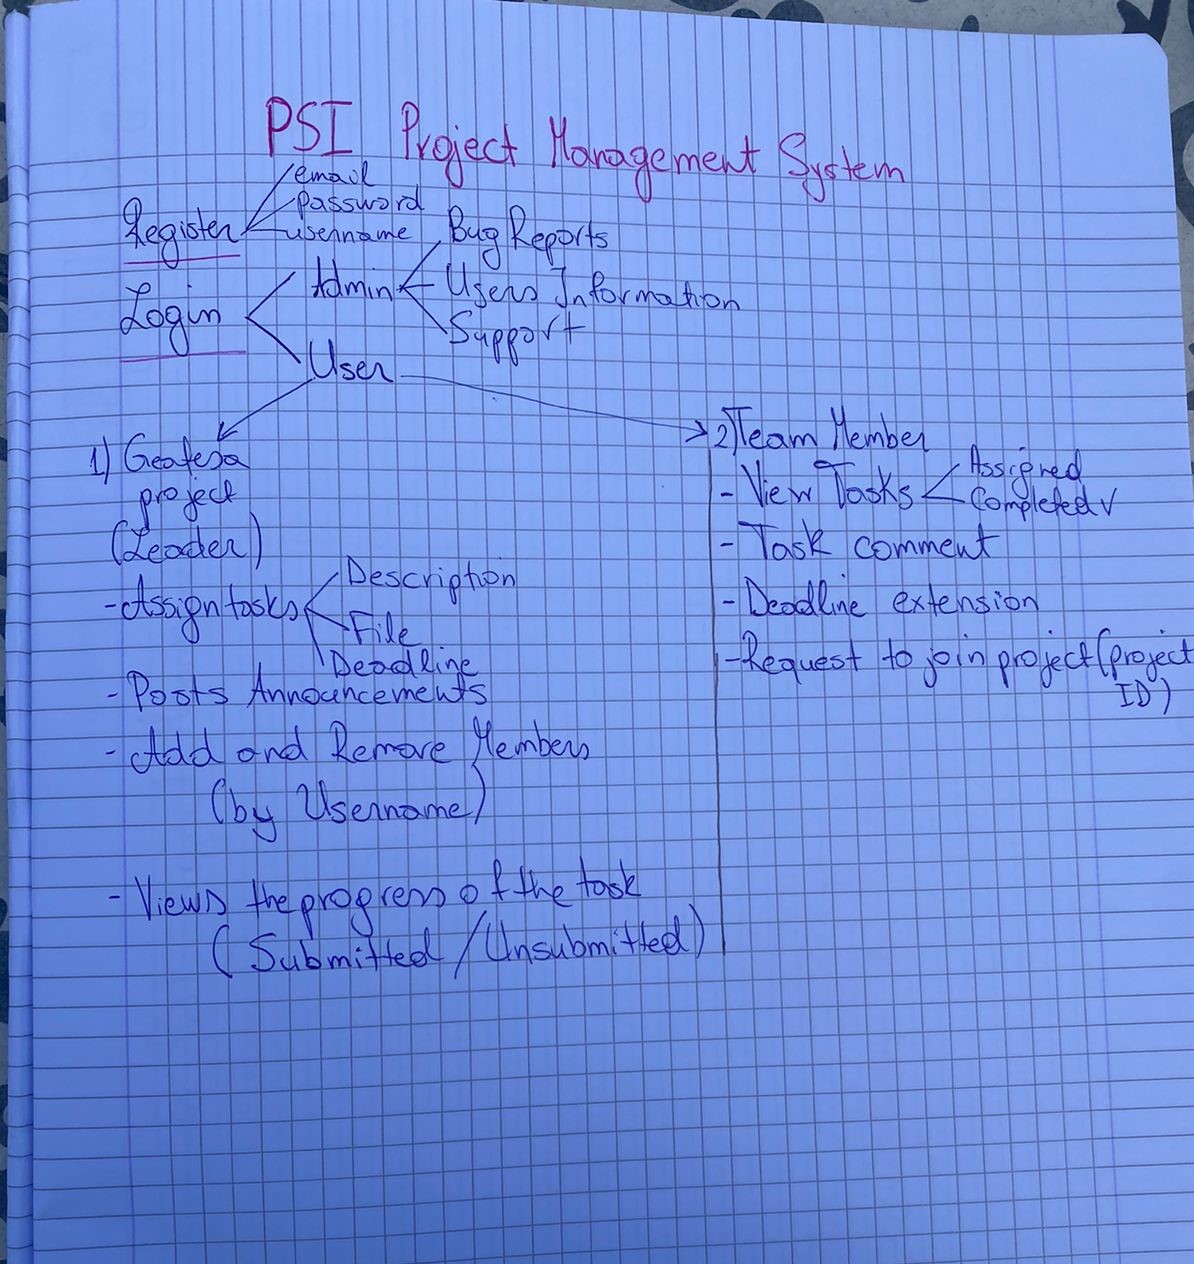 PSI Project Management System
email
password
Register username
Bug Reports
Admin Users Information
Login
Support
User
1) Creates a
project
(Leader)
-Assign tasks
Description
File
Deadline
- Posts Announcements
- Add and Remove Members
(by Username)
- Views the progress of the task
(Submitted/Unsubmitted)
2) Team Member
- View Tasks
Assigned
Completed ✓
- Task comment
- Deadline extension
- Request to join project (project
ID)